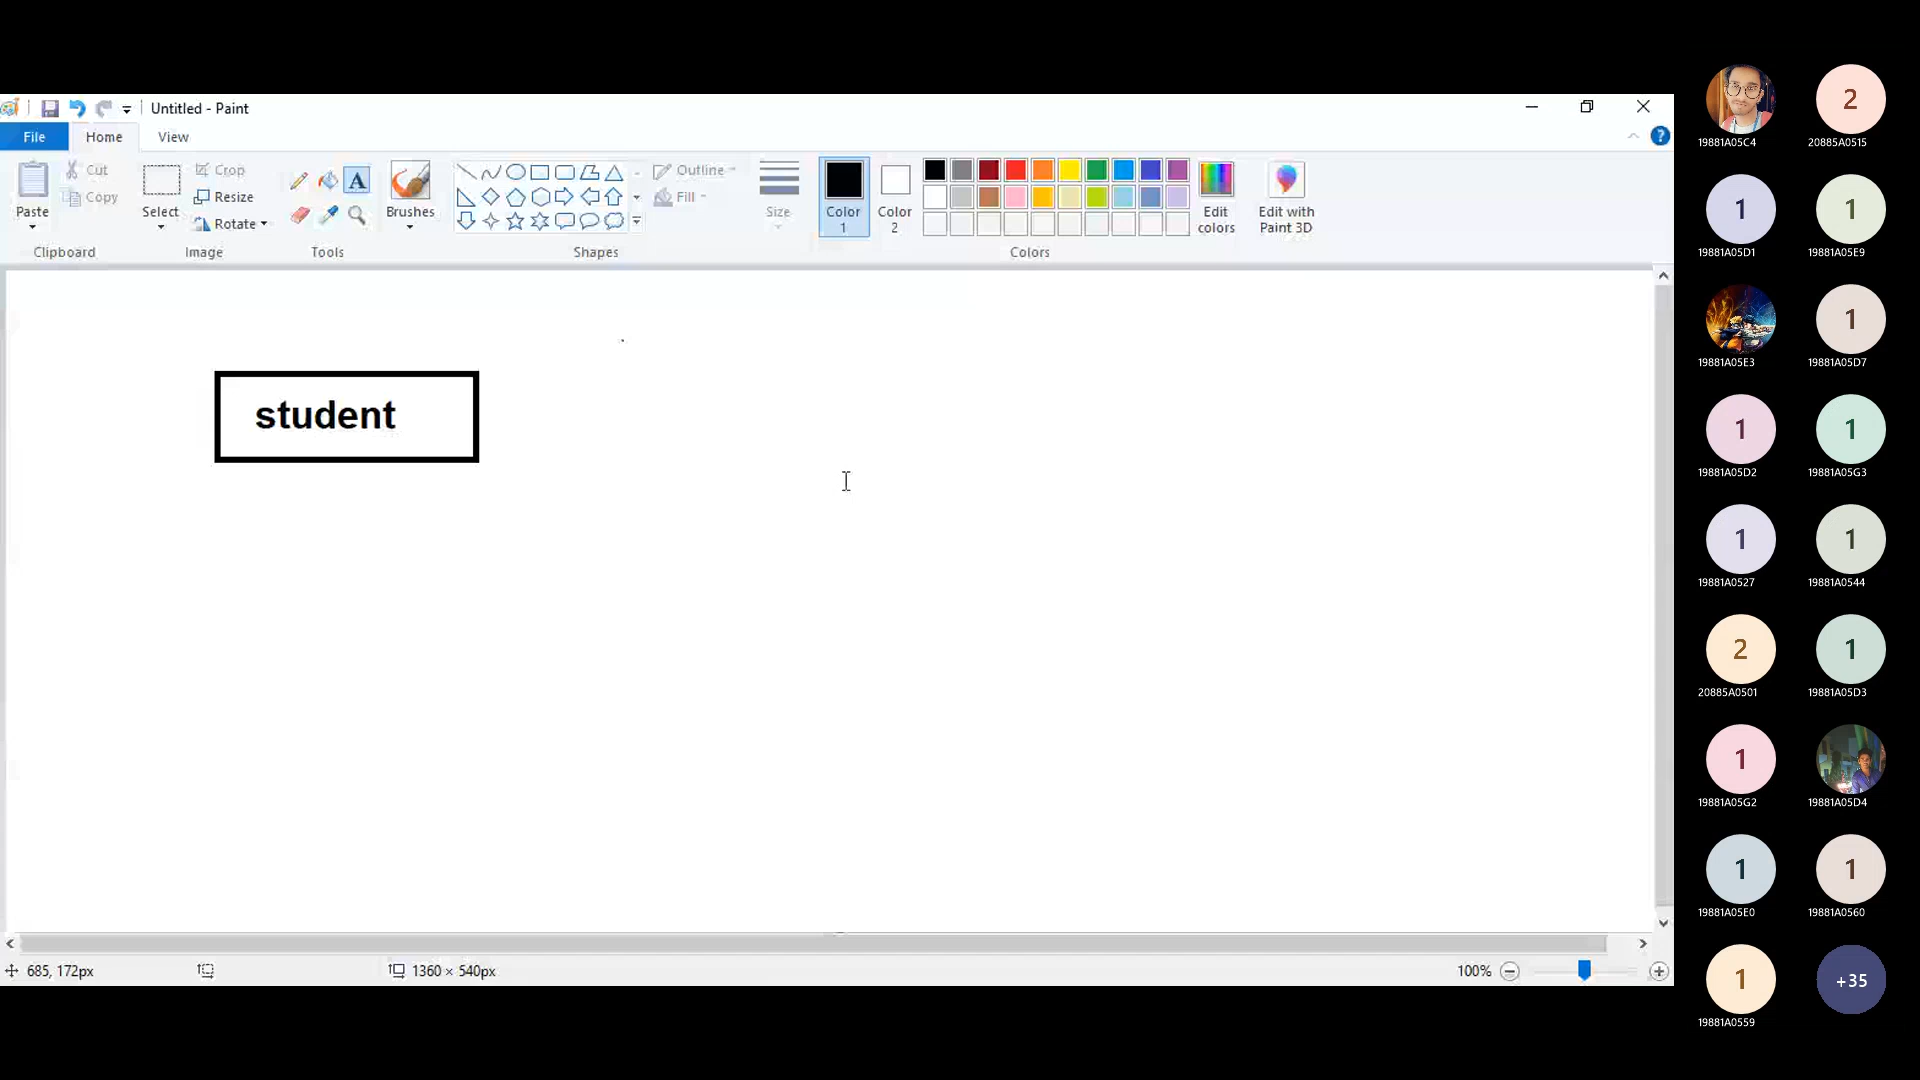 Untitled - Paint
File Home View
Paste
Cut
Copy
Clipboard
Select
Crop
Resize
Rotate
Image
A
Tools
Brushes
Shapes
Outline
Fill
Size
Color 1
Color 2
Edit colors
Edit with Paint 3D
Colors
?
student
685, 172px
1360 × 540px
100%
19881A05C4
2
20885A0515
1
19881A05D1
1
19881A05E9
19881A05E3
1
19881A05D7
1
19881A05D2
1
19881A05G3
1
19881A0527
1
19881A0544
2
20885A0501
1
19881A05D3
1
19881A05G2
19881A05D4
1
19881A05E0
1
19881A0560
1
19881A0559
+35